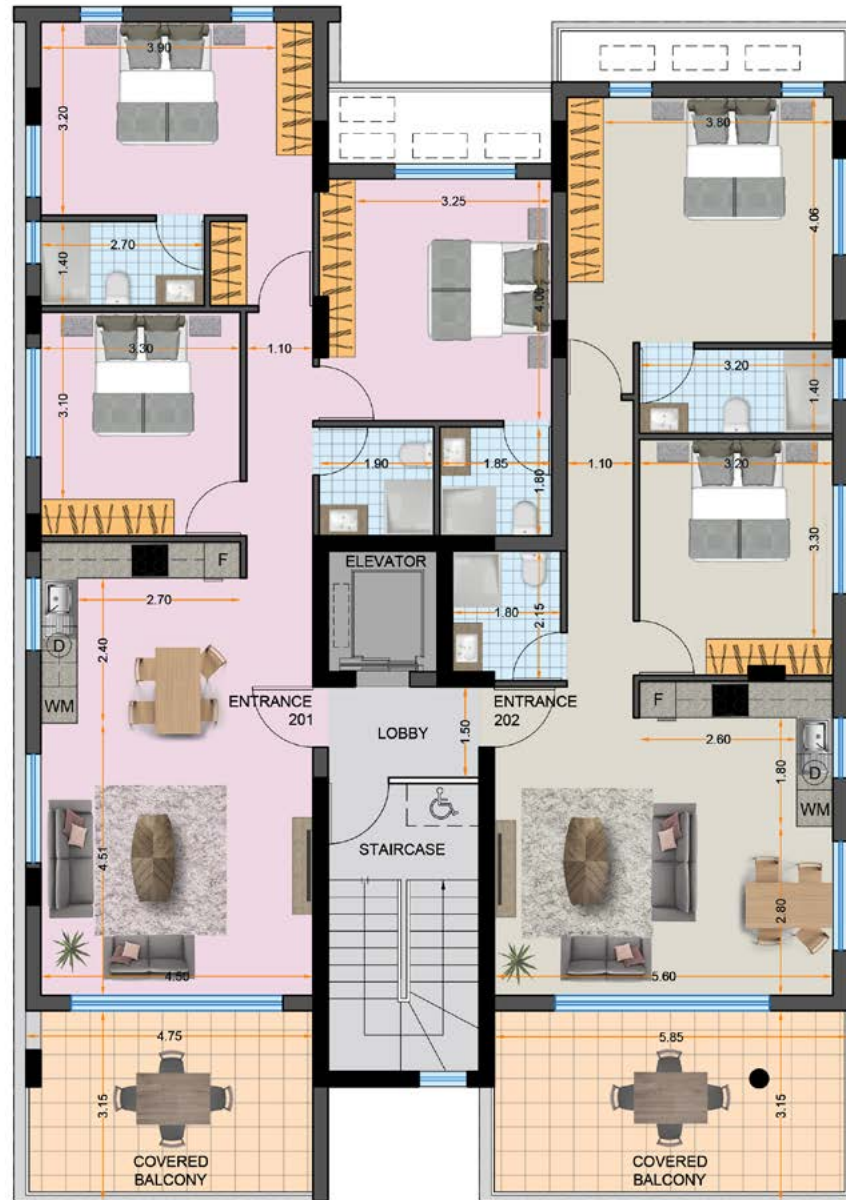 3.90
3.20
3.80
4.06
3.25
4.00
2.70
1.40
3.30
1.10
3.10
3.20
1.40
1.90
1.85
1.80
1.10
3.20
3.30
ELEVATOR
F
2.70
1.80
2.15
2.40
D
WM
ENTRANCE
201
LOBBY
1.50
ENTRANCE
202
F
2.60
1.80
D
WM
STAIRCASE
4.51
2.80
4.50
5.60
4.75
5.85
3.15
3.15
COVERED
BALCONY
COVERED
BALCONY